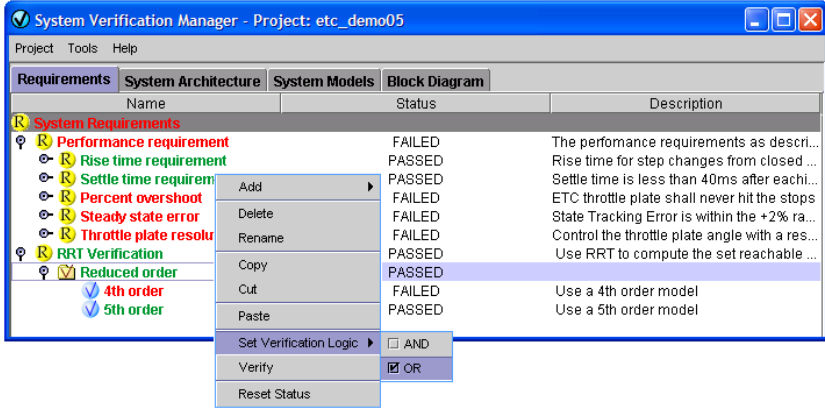 System Verification Manager - Project: etc_demo05
Project Tools Help
Requirements System Architecture System Models Block Diagram
Name Status Description
R System Requirements
R Performance requirement FAILED The perfomance requirements as descri...
R Rise time requirement PASSED Rise time for step changes from closed ...
R Settle time requirem PASSED Settle time is less than 40ms after eachi...
R Percent overshoot FAILED ETC throttle plate shall never hit the stops
R Steady state error FAILED State Tracking Error is within the +2% ra...
R Throttle plate resolu FAILED Control the throttle plate angle with a res...
R RRT Verification PASSED Use RRT to compute the set reachable ...
Reduced order PASSED
4th order FAILED Use a 4th order model
5th order PASSED Use a 5th order model
Add
Delete
Rename
Copy
Cut
Paste
Set Verification Logic
AND
OR
Verify
Reset Status